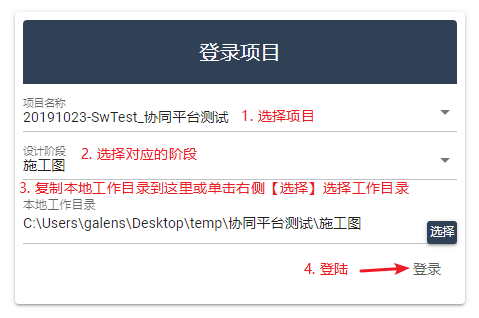 登录项目
项目名称
20191023-SwTest_协同平台测试 1. 选择项目
设计阶段
施工图 2. 选择对应的阶段
3. 复制本地工作目录到这里或单击右侧【选择】选择工作目录
本地工作目录
C:\Users\galens\Desktop\temp\协同平台测试\施工图
选择
4. 登陆 登录